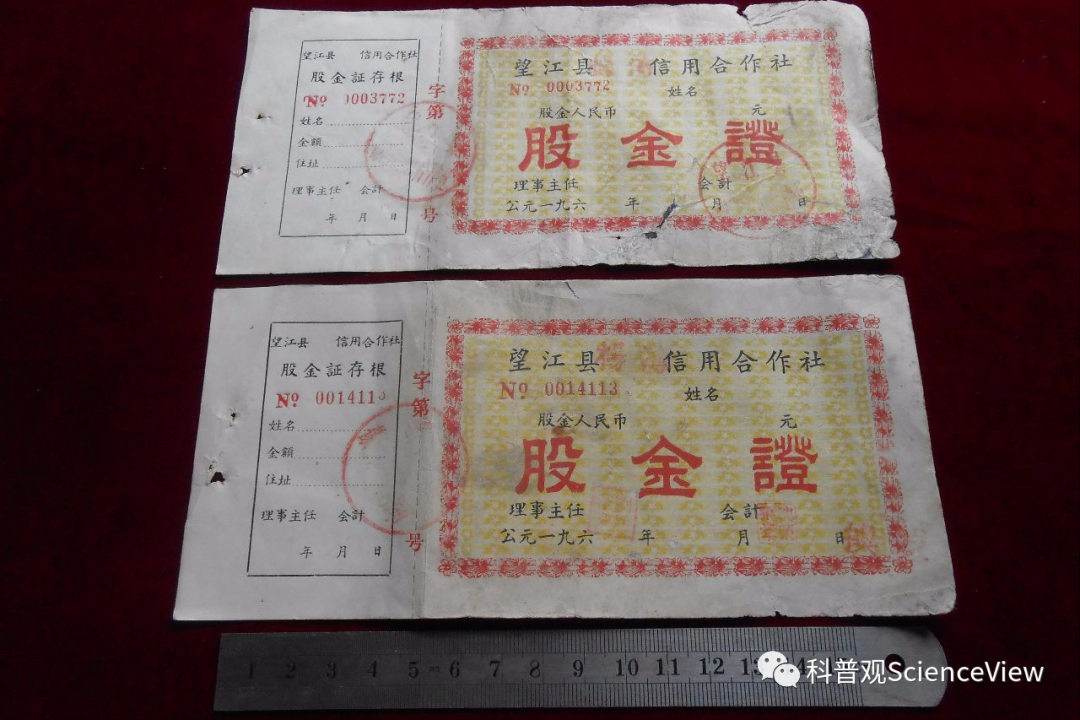 望江县 信用合作社
股金証存根
№ 0003772
姓名
金額
住址
理事主任 会計
年 月 日
字第
号
望江县 信用合作社
№ 0003772 姓名
股金人民币 元
股金證
理事主任 会計
公元一九六 年 月 日
望江县 信用合作社
股金証存根
№ 0014113
姓名
金額
住址
理事主任 会計
年 月 日
字第
号
望江县 信用合作社
№ 0014113 姓名
股金人民币 元
股金證
理事主任 会計
公元一九六 年 月 日
1 2 3 4 5 6 7 8 9 10 11 12 13
科普观ScienceView